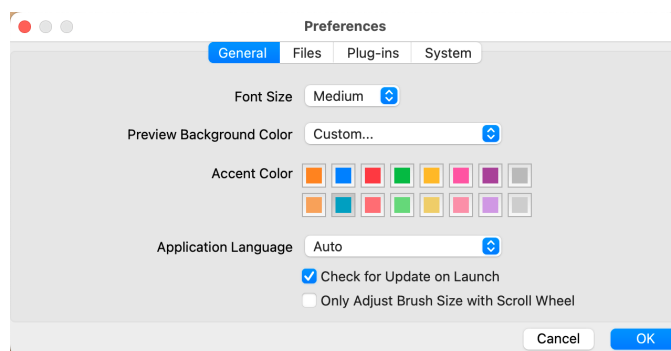 Preferences
General Files Plug-ins System
Font Size Medium
Preview Background Color Custom...
Accent Color
Application Language Auto
Check for Update on Launch
Only Adjust Brush Size with Scroll Wheel
Cancel OK